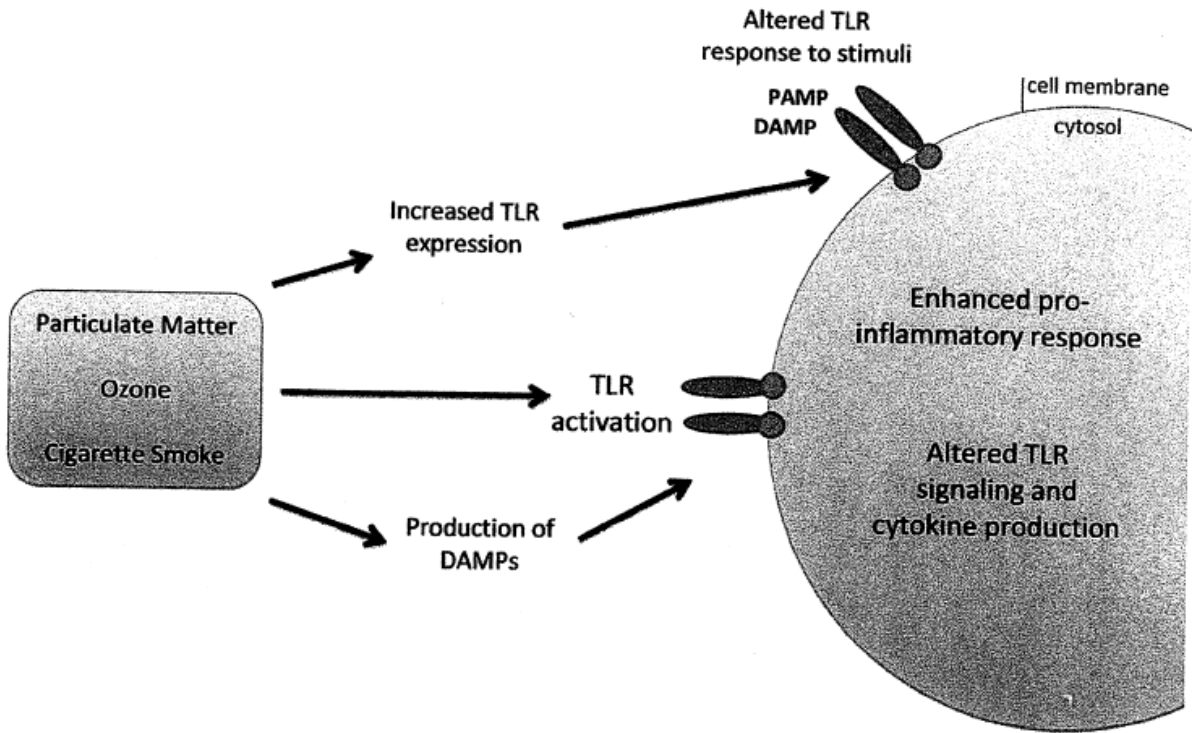 Altered TLR
response to stimuli
PAMP
DAMP
cell membrane
cytosol
Increased TLR
expression
Particulate Matter
Ozone
Cigarette Smoke
TLR
activation
Production of
DAMPs
Enhanced pro-
inflammatory response
Altered TLR
signaling and
cytokine production